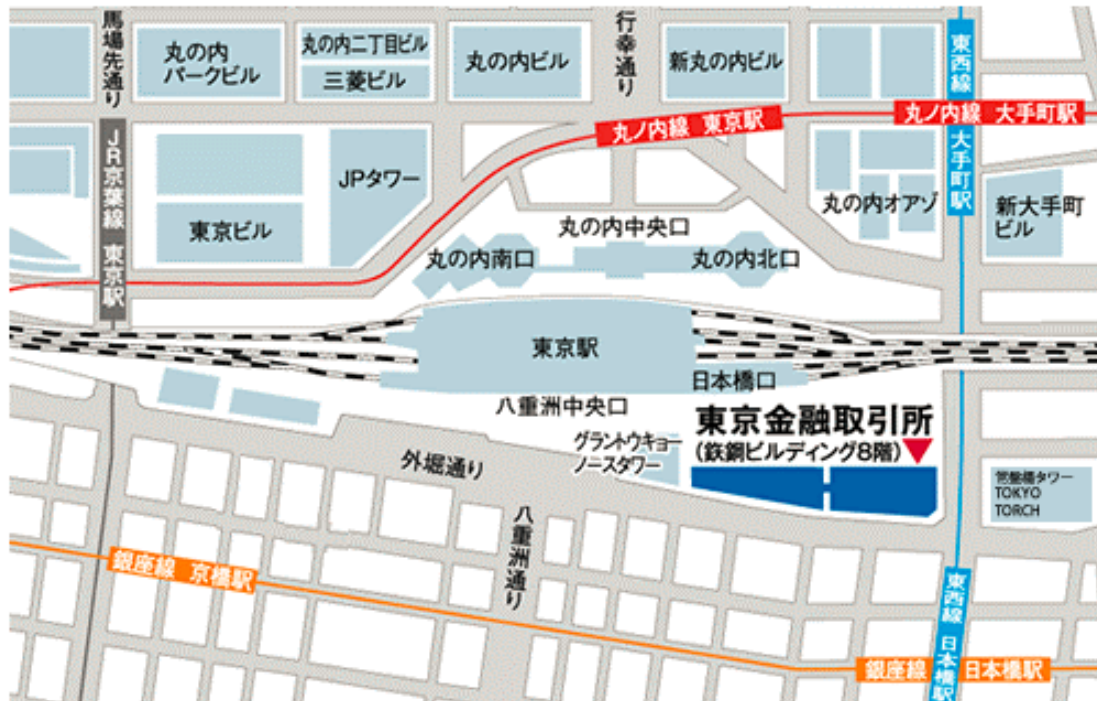 馬場先通り
丸の内
パークビル
丸の内二丁目ビル
三菱ビル
丸の内ビル
行幸通り
新丸の内ビル
東西線 大手町駅
丸ノ内線 東京駅
丸ノ内線 大手町駅
JR京葉線 東京駅
JPタワー
東京ビル
丸の内中央口
丸の内オアゾ
新大手町
ビル
丸の内南口
丸の内北口
東京駅
日本橋口
八重洲中央口
東京金融取引所
(鉄鋼ビルディング8階)
グラントウキョー
ノースタワー
外堀通り
常盤橋タワー
TOKYO
TORCH
八重洲通り
銀座線 京橋駅
東西線 日本橋駅
銀座線 日本橋駅